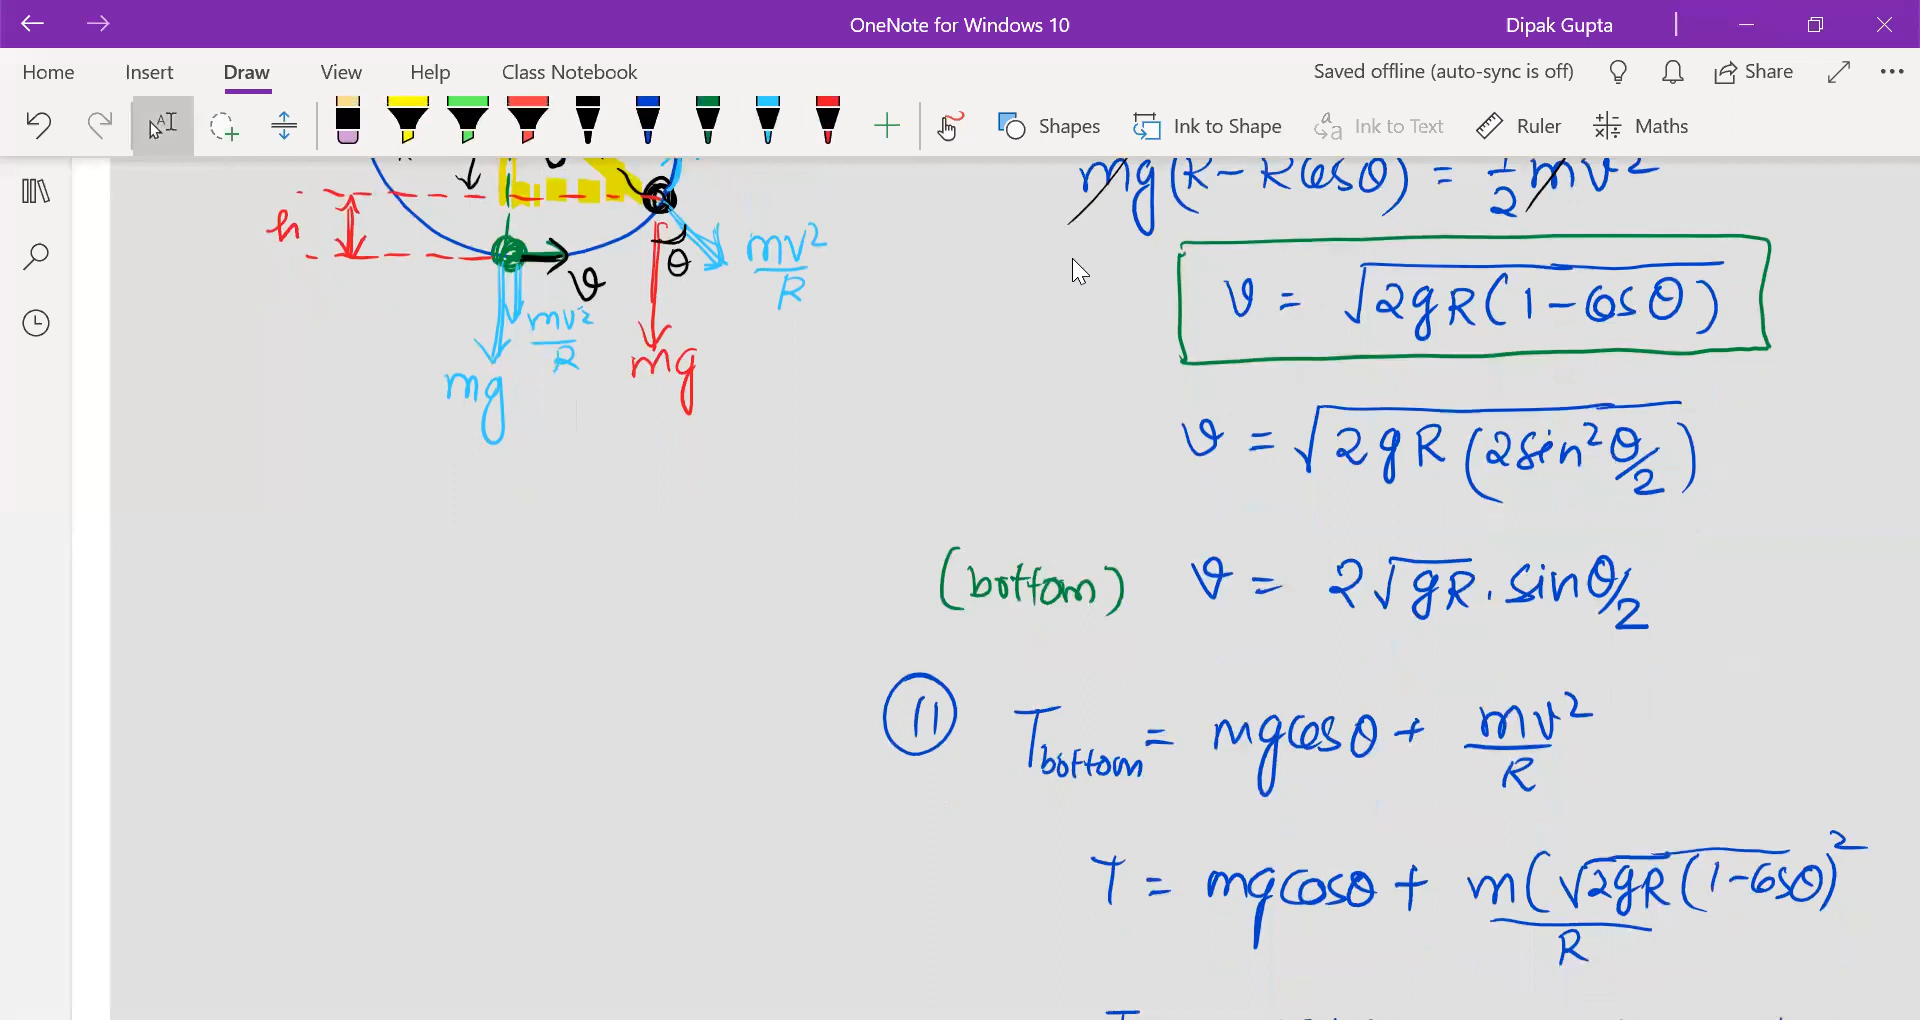 OneNote for Windows 10
Dipak Gupta
Home Insert Draw View Help Class Notebook
Saved offline (auto-sync is off) Share
Shapes Ink to Shape Ink to Text Ruler Maths
mg(R - R cos θ) = 1/2 mv²
h
v
θ
mv²/R
mv²/R
mg
mg
v = √2gR(1 - cos θ)
v = √2gR(2 sin² θ/2)
(bottom) v = 2√gR . sin θ/2
(11) T bottom = mg cos θ + mv²/R
T = mg cos θ + m(√2gR(1 - cos θ)²/R